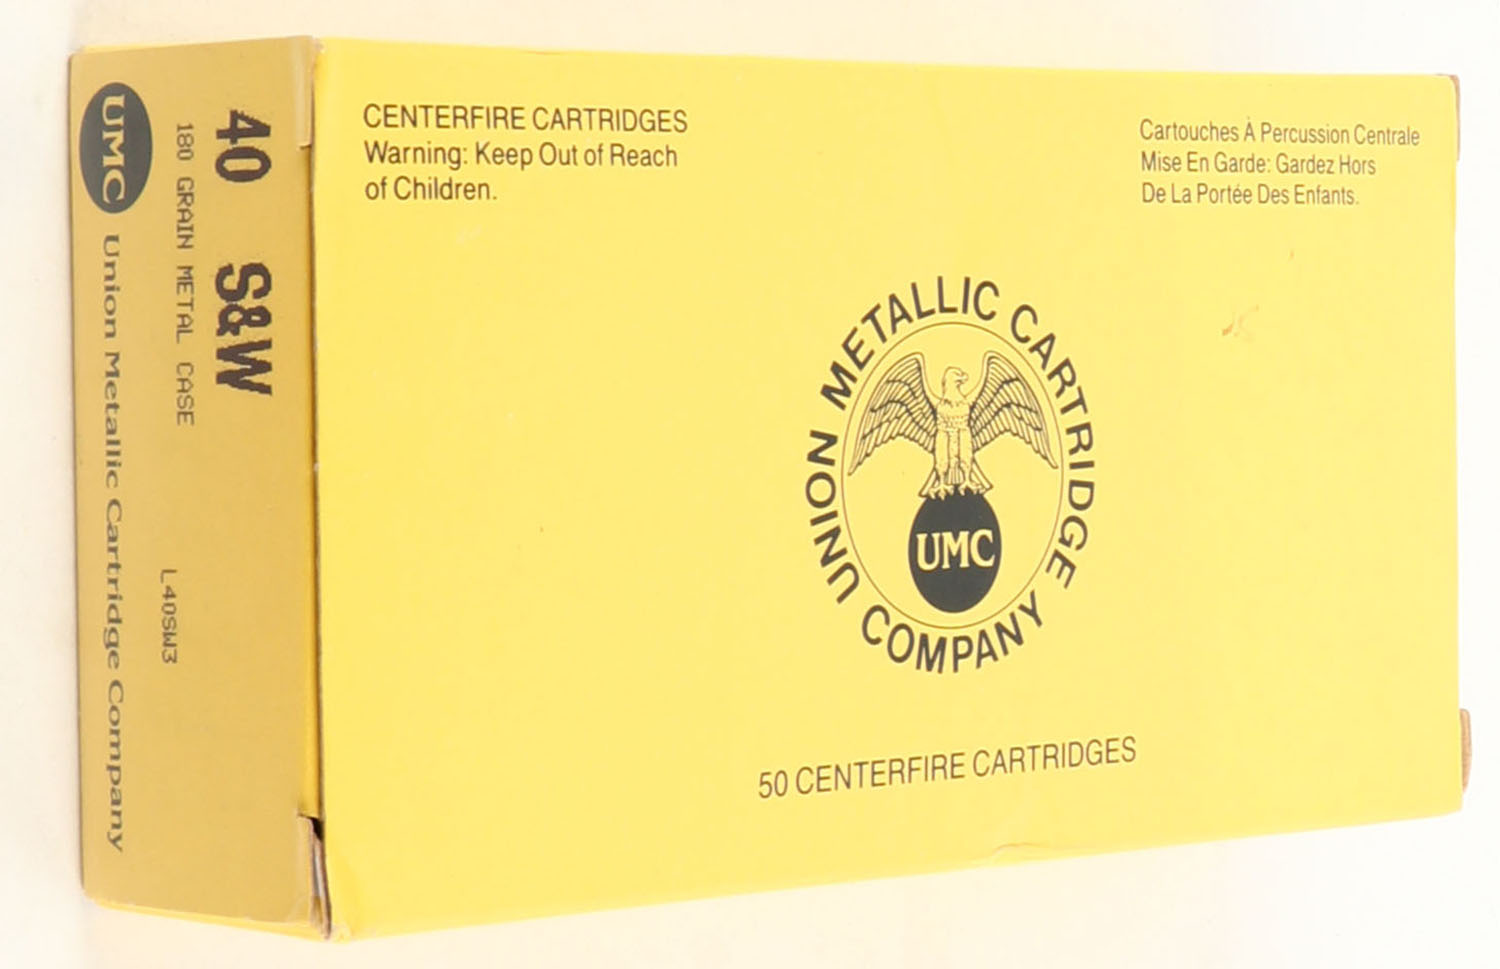 UMC Union Metallic Cartridge Company
40 S&W
180 GRAIN METAL CASE
L40SW3
CENTERFIRE CARTRIDGES
Warning: Keep Out of Reach
of Children.
Cartouches À Percussion Centrale
Mise En Garde: Gardez Hors
De La Portée Des Enfants.
UNION METALLIC CARTRIDGE COMPANY
UMC
50 CENTERFIRE CARTRIDGES